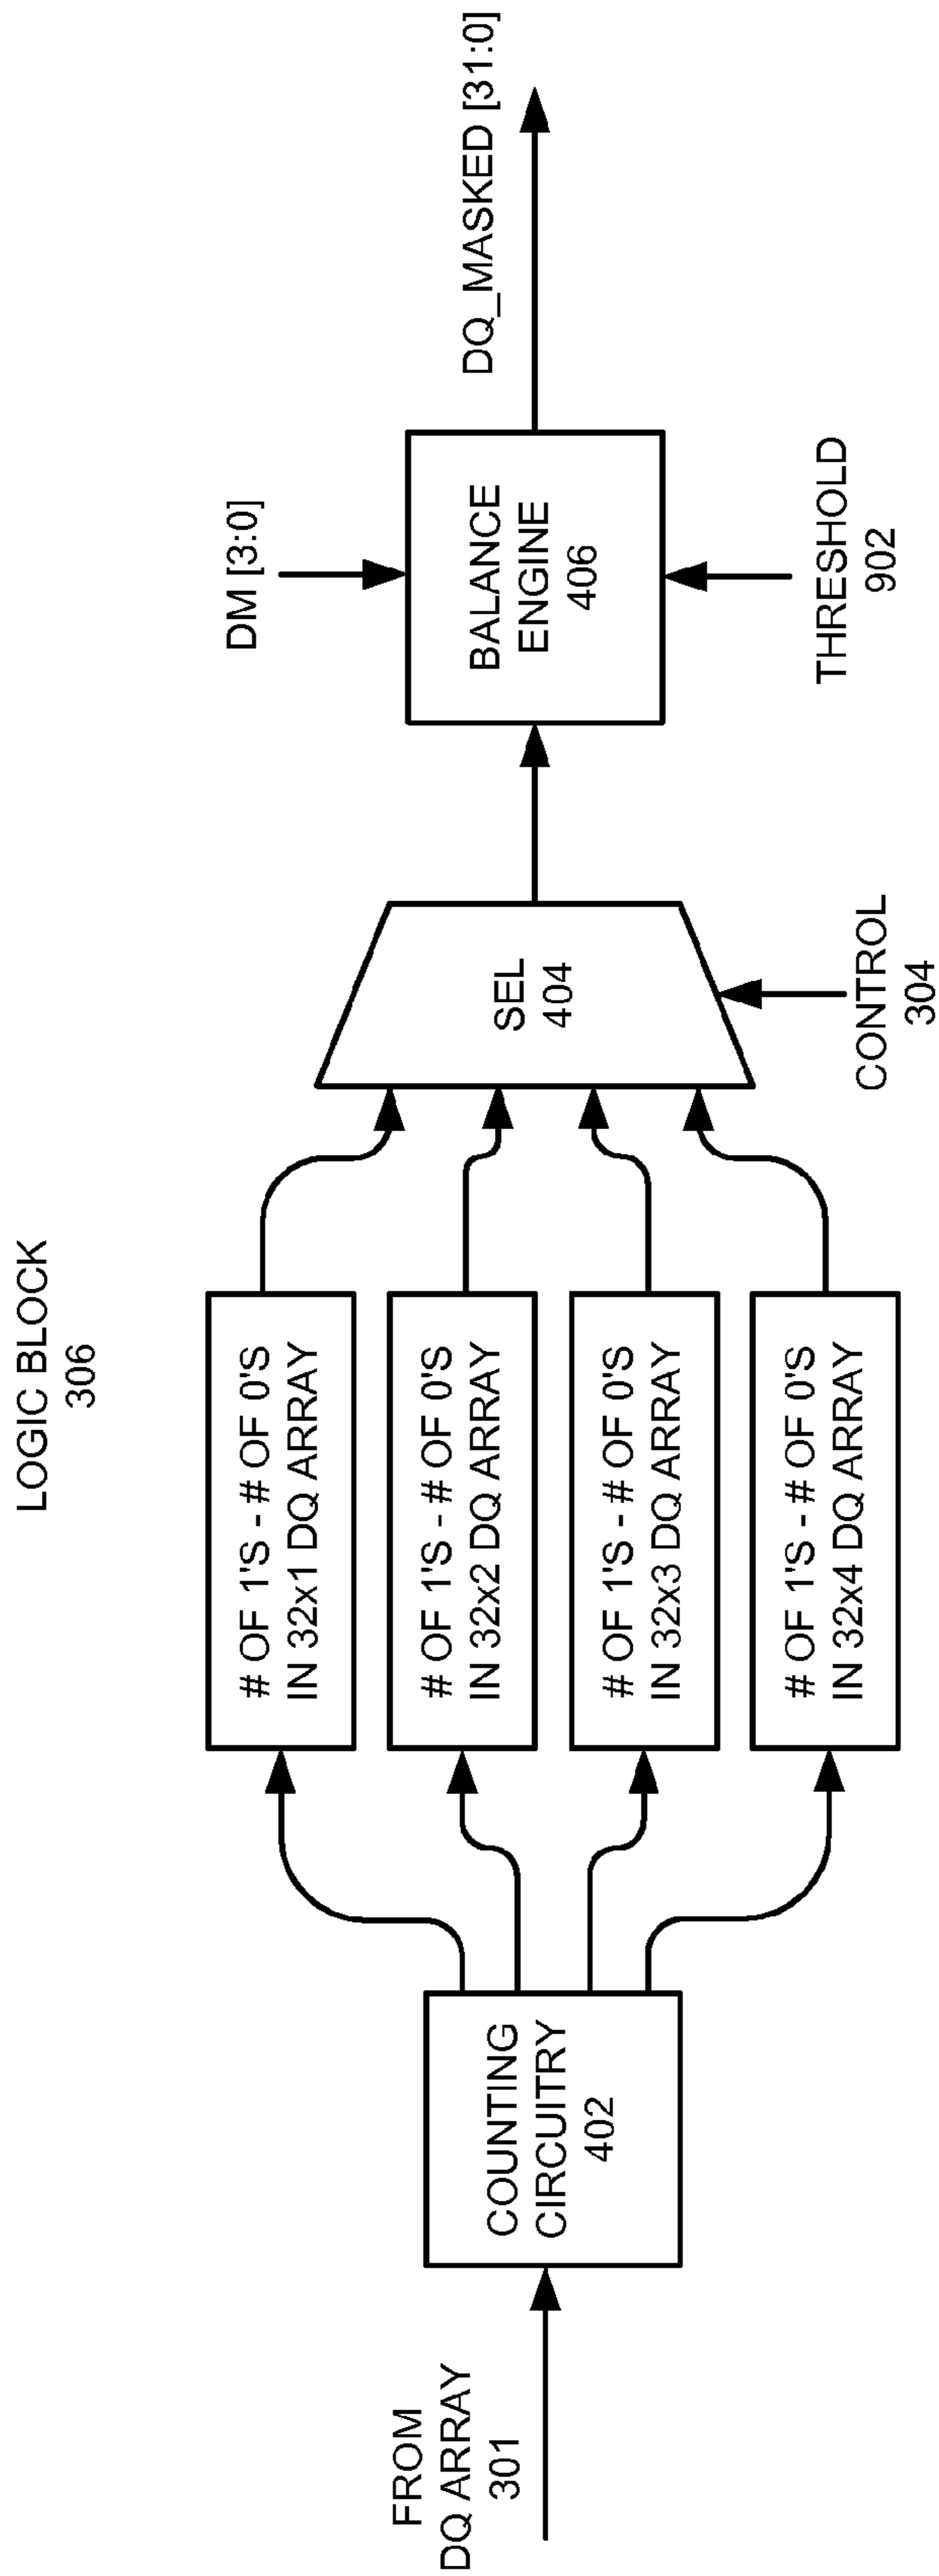 LOGIC BLOCK
306
FROM
DQ ARRAY
301
COUNTING
CIRCUITRY
402
# OF 1'S - # OF 0'S
IN 32x1 DQ ARRAY
# OF 1'S - # OF 0'S
IN 32x2 DQ ARRAY
# OF 1'S - # OF 0'S
IN 32x3 DQ ARRAY
# OF 1'S - # OF 0'S
IN 32x4 DQ ARRAY
SEL
404
CONTROL
304
DM [3:0]
BALANCE
ENGINE
406
THRESHOLD
902
DQ_MASKED [31:0]